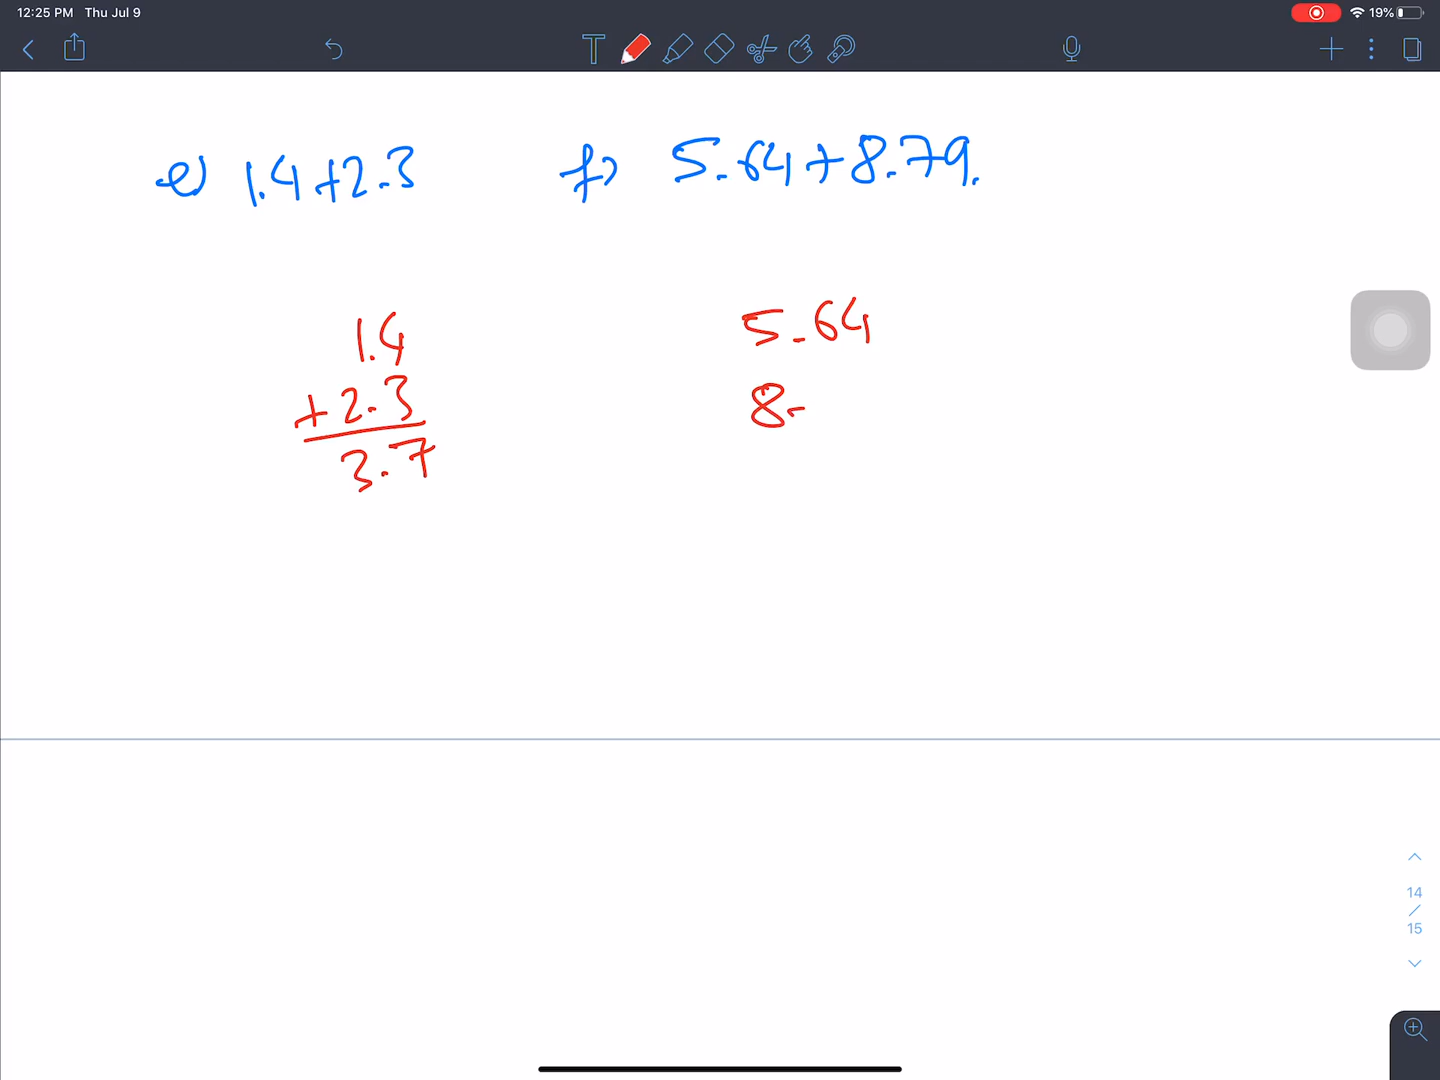 12:25 PM Thu Jul 9
19%
T
e) 1.4+2.3
f) 5.64+8.79.
1.4
+2.3
3.7
5.64
8.
14
/
15